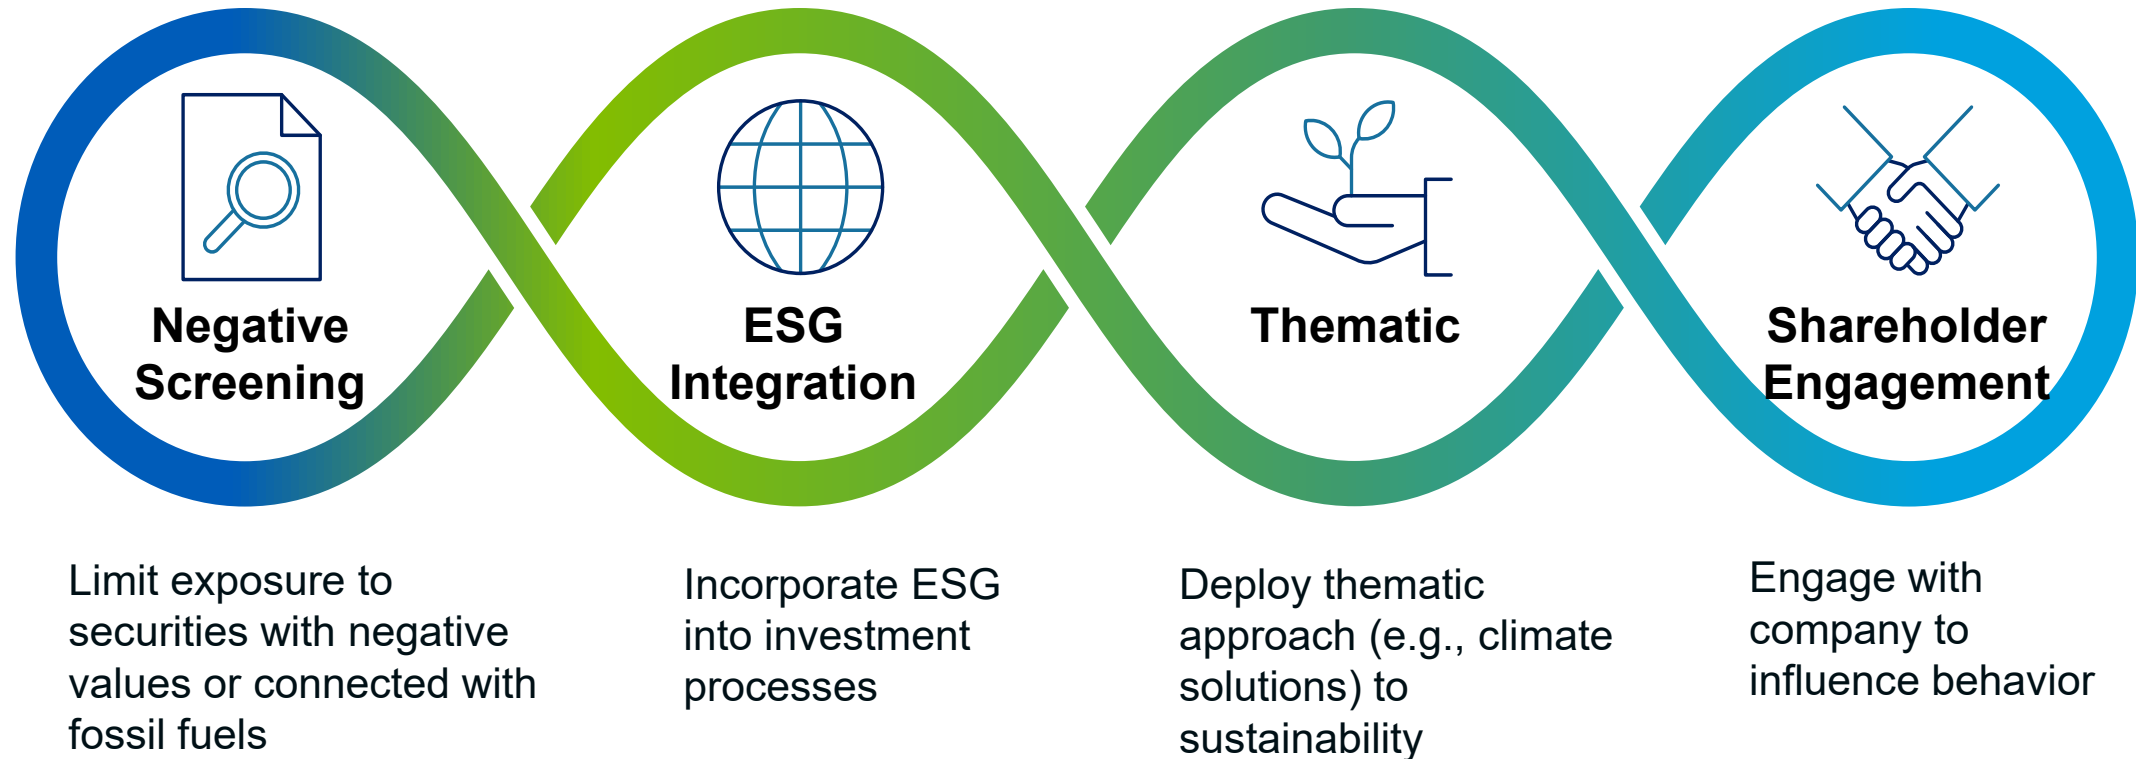 Negative
Screening
ESG
Integration
Thematic
Shareholder
Engagement
Limit exposure to
securities with negative
values or connected with
fossil fuels
Incorporate ESG
into investment
processes
Deploy thematic
approach (e.g., climate
solutions) to
sustainability
Engage with
company to
influence behavior